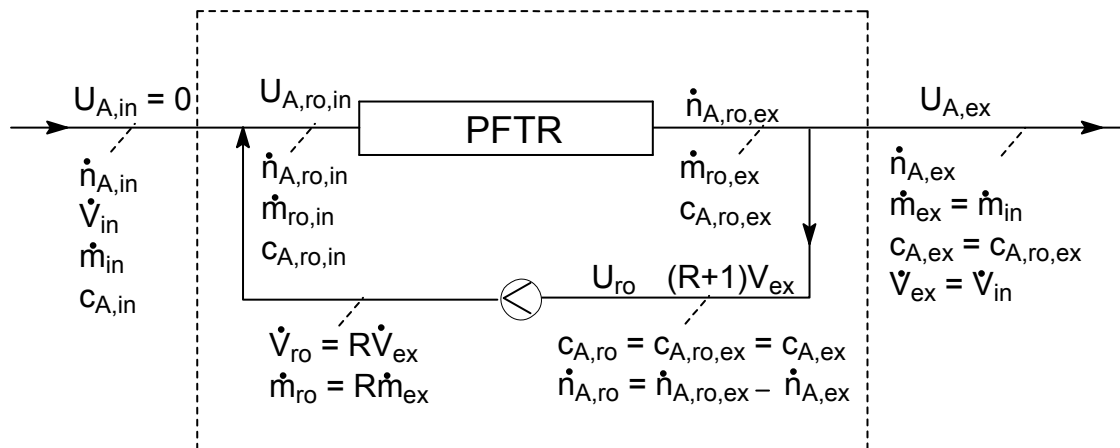 U_A,in = 0
ṅ_A,in
V̇_in
ṁ_in
c_A,in
U_A,ro,in
ṅ_A,ro,in
ṁ_ro,in
c_A,ro,in
PFTR
ṅ_A,ro,ex
ṁ_ro,ex
c_A,ro,ex
U_A,ex
ṅ_A,ex
ṁ_ex = ṁ_in
c_A,ex = c_A,ro,ex
V̇_ex = V̇_in
U_ro (R+1)V_ex
V̇_ro = RV̇_ex
ṁ_ro = Rṁ_ex
c_A,ro = c_A,ro,ex = c_A,ex
ṅ_A,ro = ṅ_A,ro,ex – ṅ_A,ex